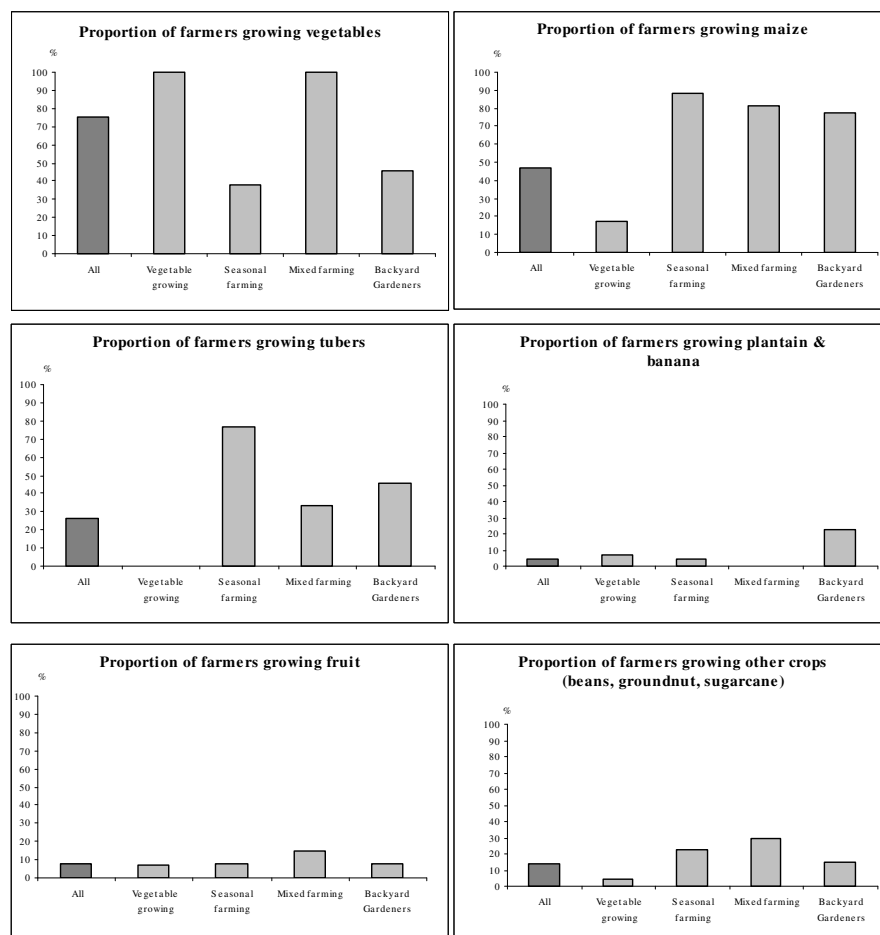 Proportion of farmers growing vegetables
%
100
90
80
70
60
50
40
30
20
10
0
All
Vegetable growing
Seasonal farming
Mixed farming
Backyard Gardeners
Proportion of farmers growing maize
%
100
90
80
70
60
50
40
30
20
10
0
All
Vegetable growing
Seasonal farming
Mixed farming
Backyard Gardeners
Proportion of farmers growing tubers
%
100
90
80
70
60
50
40
30
20
10
0
All
Vegetable growing
Seasonal farming
Mixed farming
Backyard Gardeners
Proportion of farmers growing plantain &
banana
%
100
90
80
70
60
50
40
30
20
10
0
All
Vegetable growing
Seasonal farming
Mixed farming
Backyard Gardeners
Proportion of farmers growing fruit
%
100
90
80
70
60
50
40
30
20
10
0
All
Vegetable growing
Seasonal farming
Mixed farming
Backyard Gardeners
Proportion of farmers growing other crops
(beans, groundnut, sugarcane)
%
100
90
80
70
60
50
40
30
20
10
0
All
Vegetable growing
Seasonal farming
Mixed farming
Backyard Gardeners